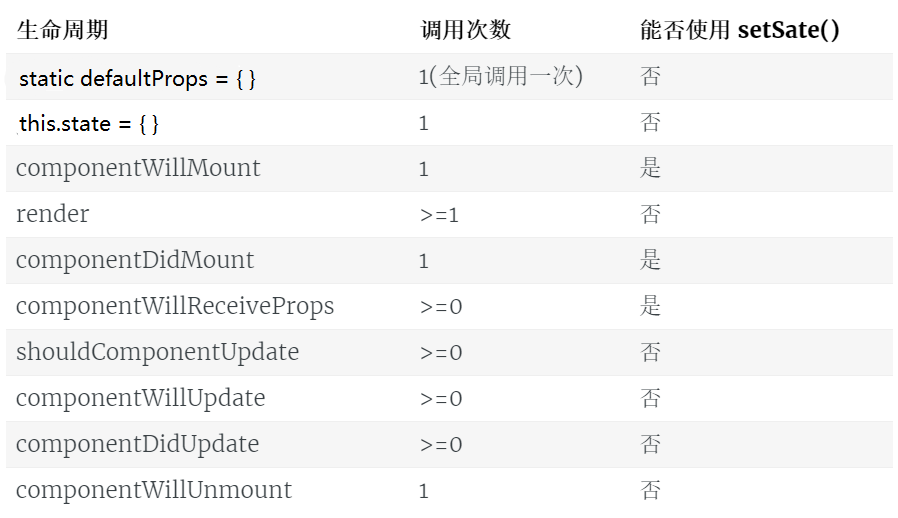 生命周期 调用次数 能否使用 setSate()
static defaultProps = {} 1(全局调用一次) 否
this.state = {} 1 否
componentWillMount 1 是
render >=1 否
componentDidMount 1 是
componentWillReceiveProps >=0 是
shouldComponentUpdate >=0 否
componentWillUpdate >=0 否
componentDidUpdate >=0 否
componentWillUnmount 1 否